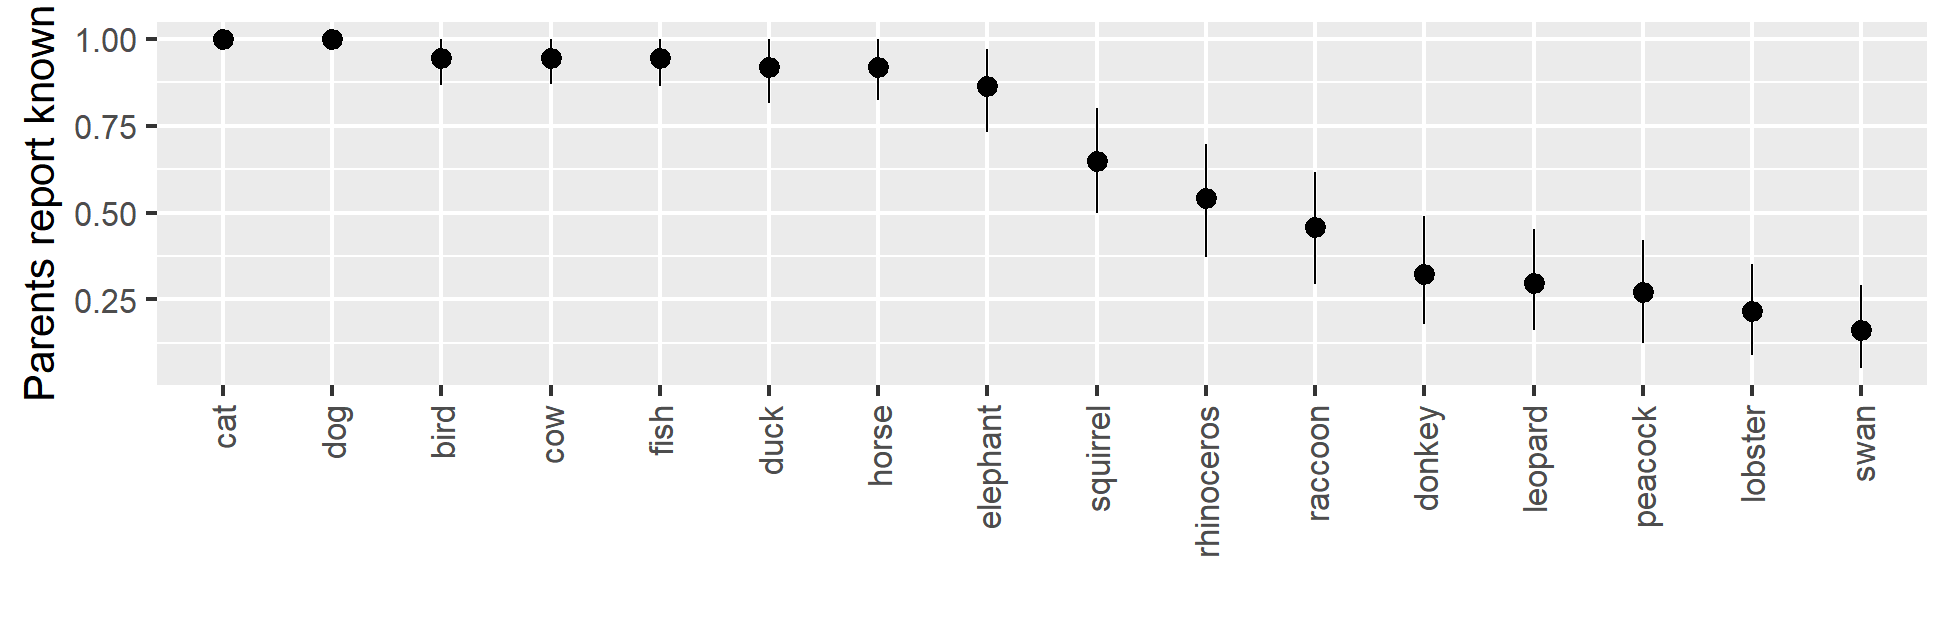 Parents report known
1.00
0.75
0.50
0.25
cat
dog
bird
cow
fish
duck
horse
elephant
squirrel
rhinoceros
raccoon
donkey
leopard
peacock
lobster
swan